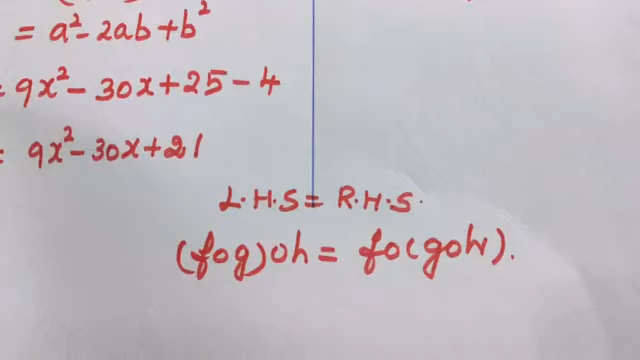 = a² - 2ab + b²
= 9x² - 30x + 25 - 4
= 9x² - 30x + 21
L.H.S = R.H.S.
(fog)oh = fo(goh).